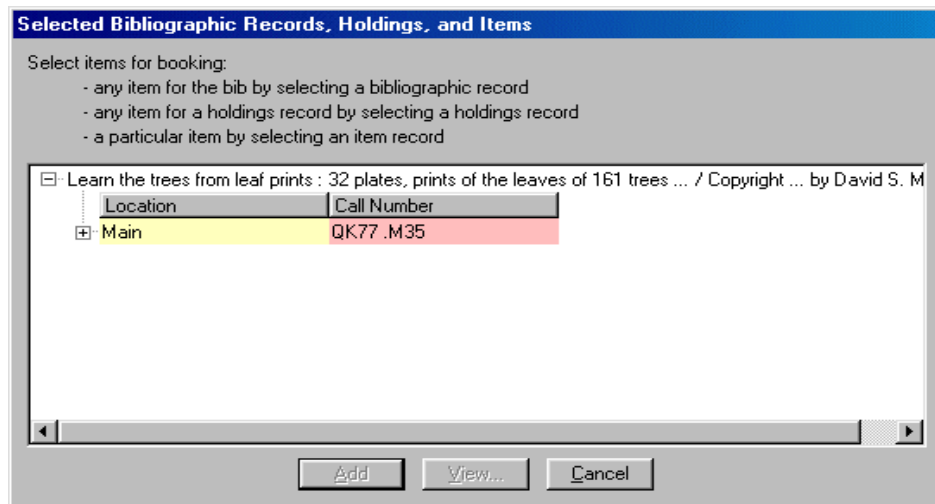 Selected Bibliographic Records, Holdings, and Items
Select items for booking:
- any item for the bib by selecting a bibliographic record
- any item for a holdings record by selecting a holdings record
- a particular item by selecting an item record
Learn the trees from leaf prints : 32 plates, prints of the leaves of 161 trees ... / Copyright ... by David S. M
Location Call Number
Main QK77 .M35
Add View... Cancel